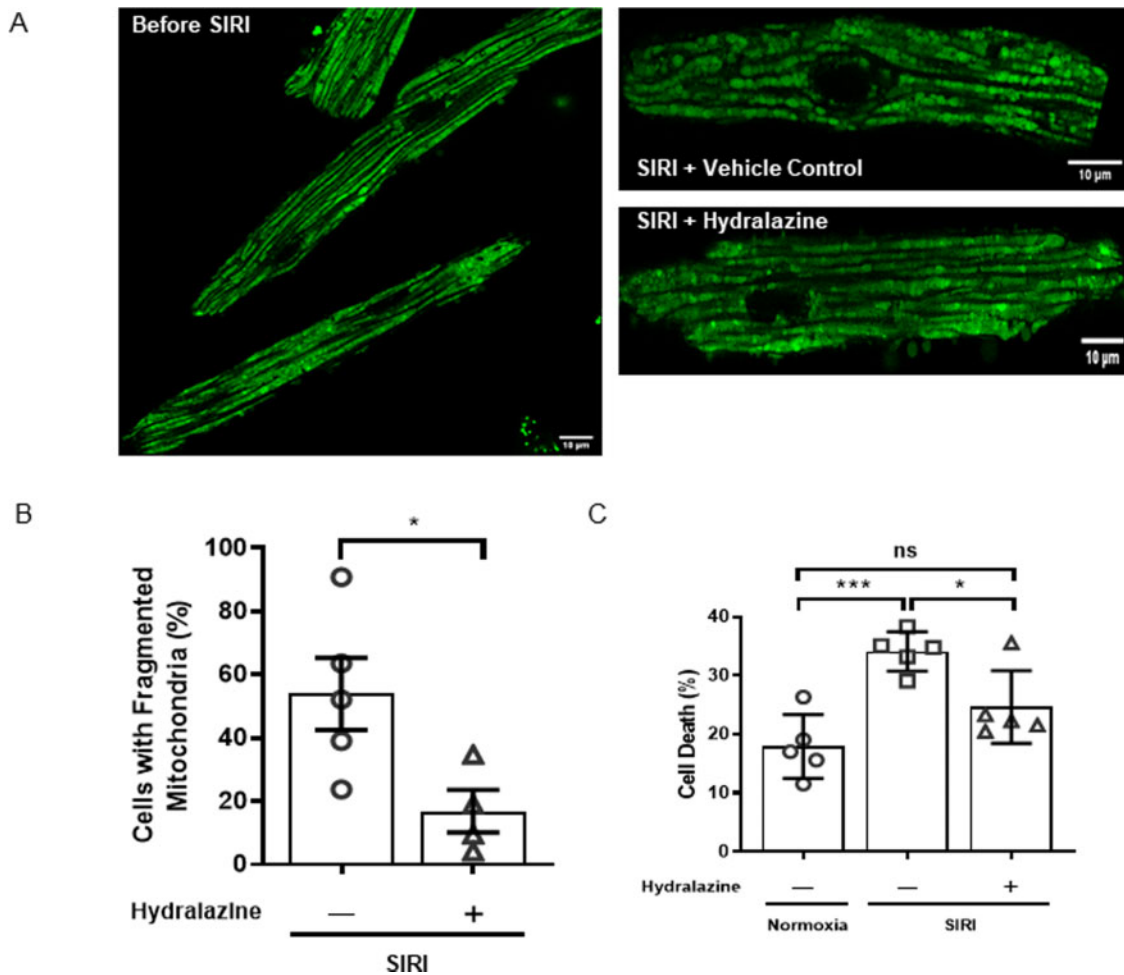 A
Before SIRI
10 µm
SIRI + Vehicle Control
10 µm
SIRI + Hydralazine
10 µm
B
*
Cells with Fragmented
Mitochondria (%)
100
80
60
40
20
0
Hydralazine — +
SIRI
C
ns
*** *
Cell Death (%)
40
30
20
10
0
Hydralazine — — +
Normoxia SIRI